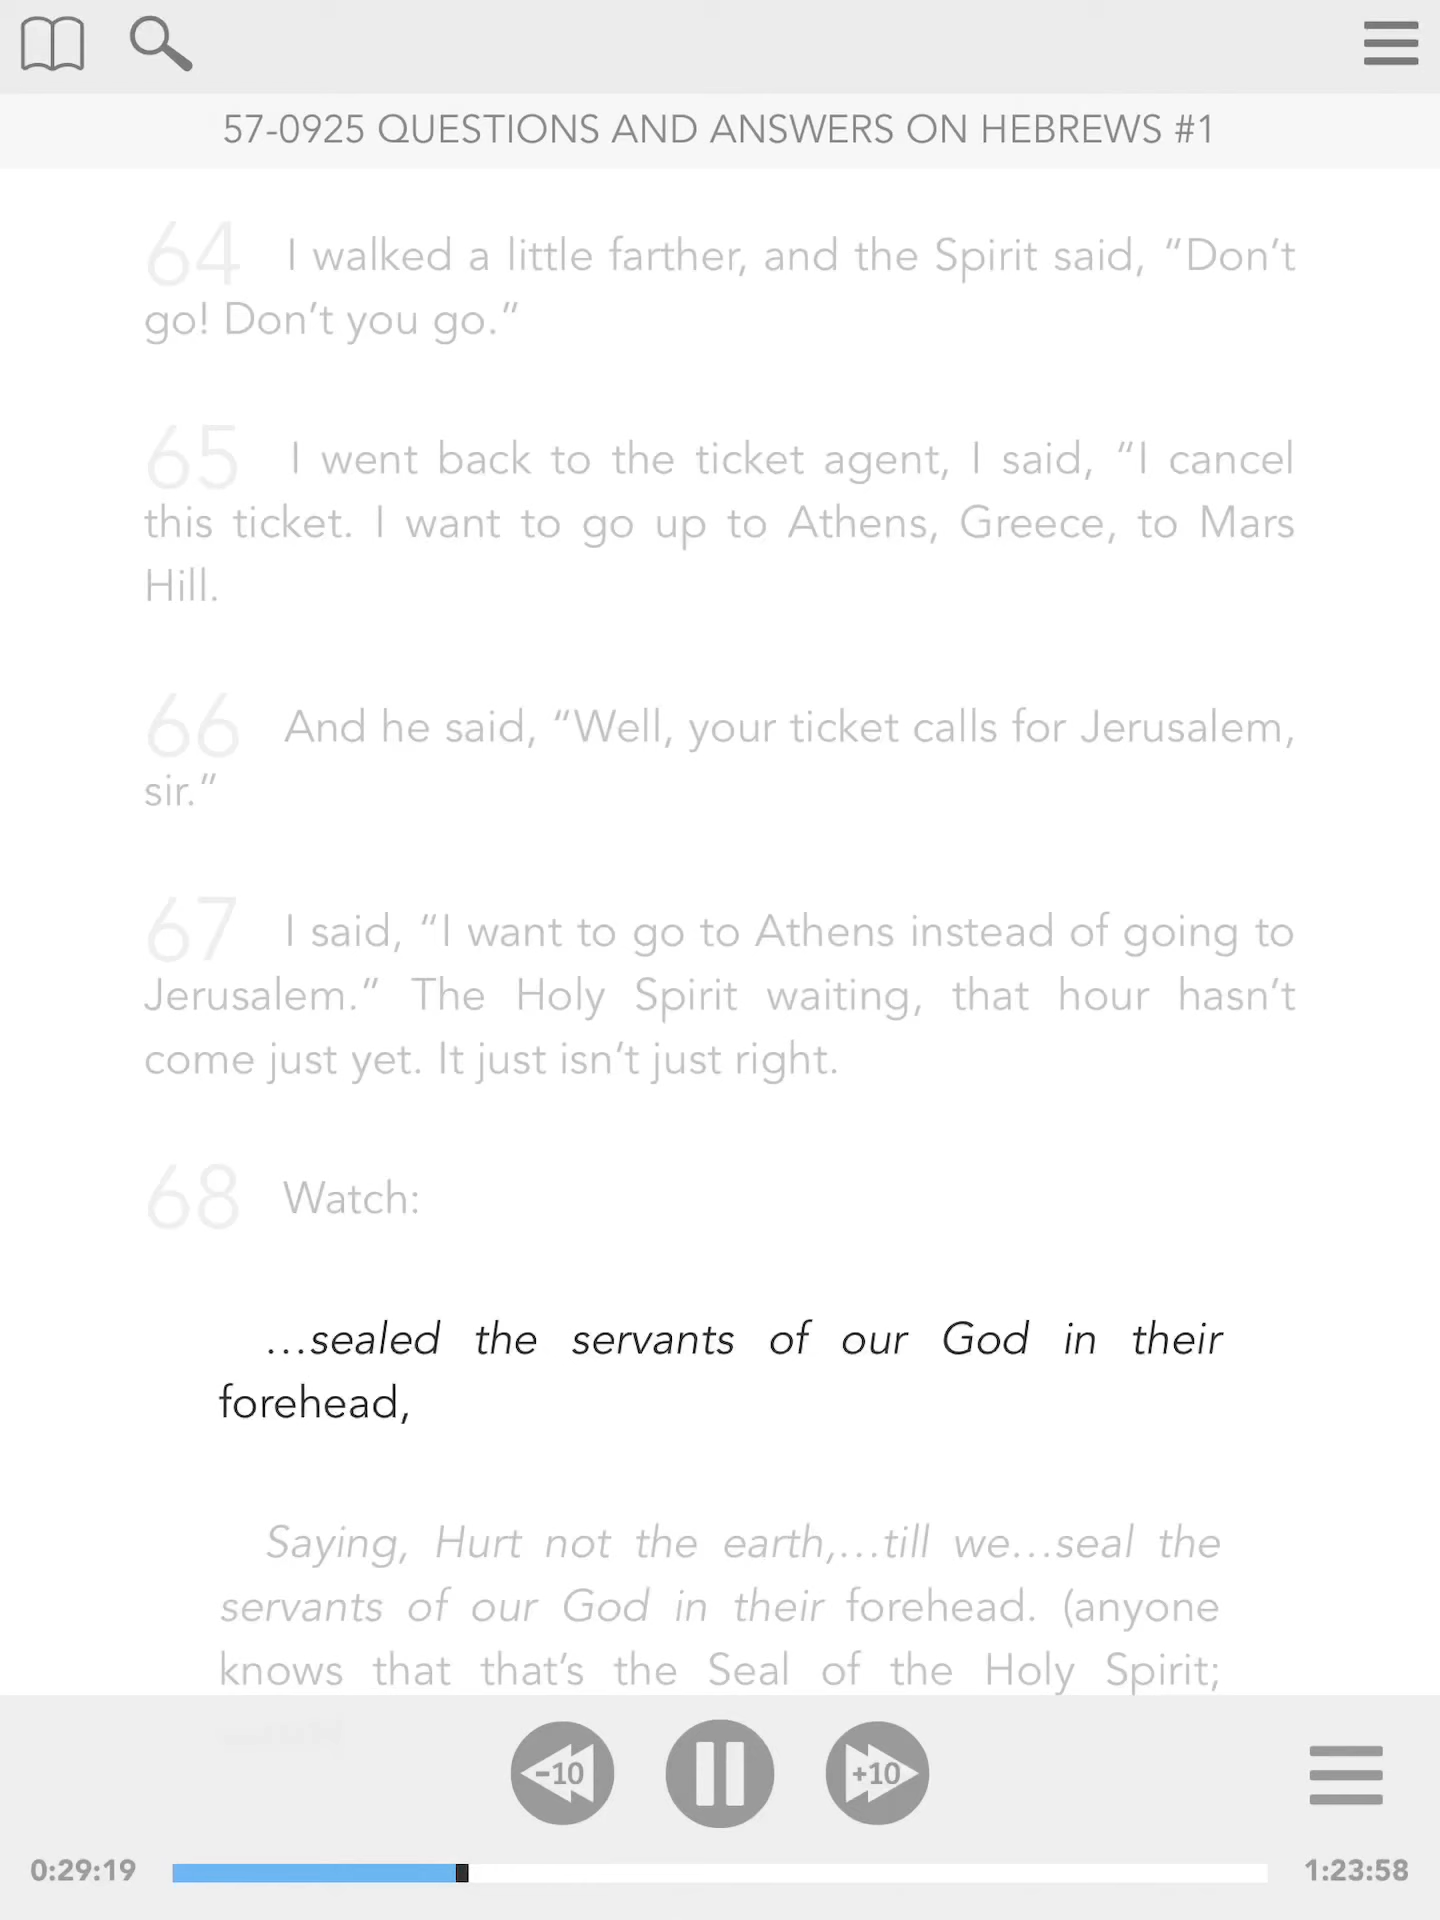 57-0925 QUESTIONS AND ANSWERS ON HEBREWS #1
64 I walked a little farther, and the Spirit said, “Don’t
go! Don’t you go.”
65 I went back to the ticket agent, I said, “I cancel
this ticket. I want to go up to Athens, Greece, to Mars
Hill.
66 And he said, “Well, your ticket calls for Jerusalem,
sir.”
67 I said, “I want to go to Athens instead of going to
Jerusalem.” The Holy Spirit waiting, that hour hasn’t
come just yet. It just isn’t just right.
68 Watch:
…sealed the servants of our God in their
forehead,
Saying, Hurt not the earth,…till we…seal the
servants of our God in their forehead. (anyone
knows that that’s the Seal of the Holy Spirit;
-10 +10
0:29:19 1:23:58